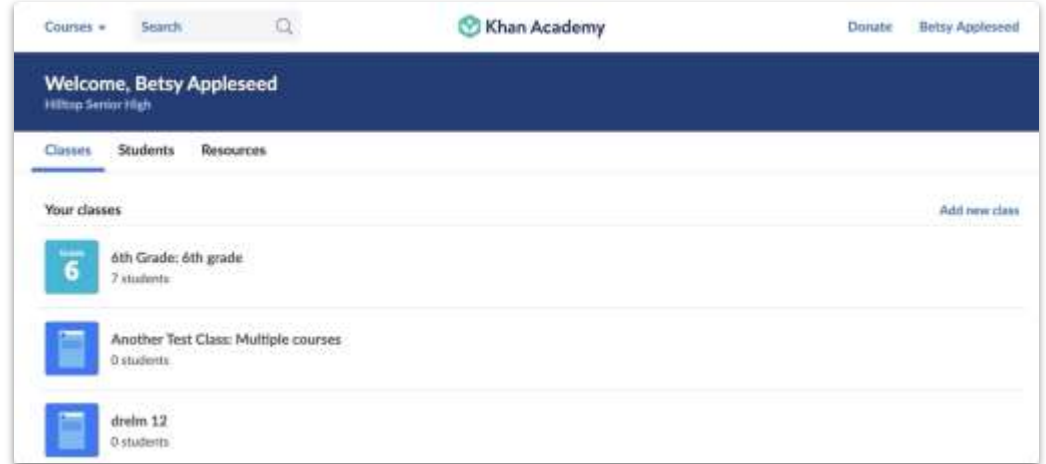 Courses Search Khan Academy Donate Betsy Appleseed
Welcome, Betsy Appleseed
Hilltop Senior High
Classes Students Resources
Your classes Add new class
Grade
6
6th Grade: 6th grade
7 students
Another Test Class: Multiple courses
0 students
drelm 12
0 students